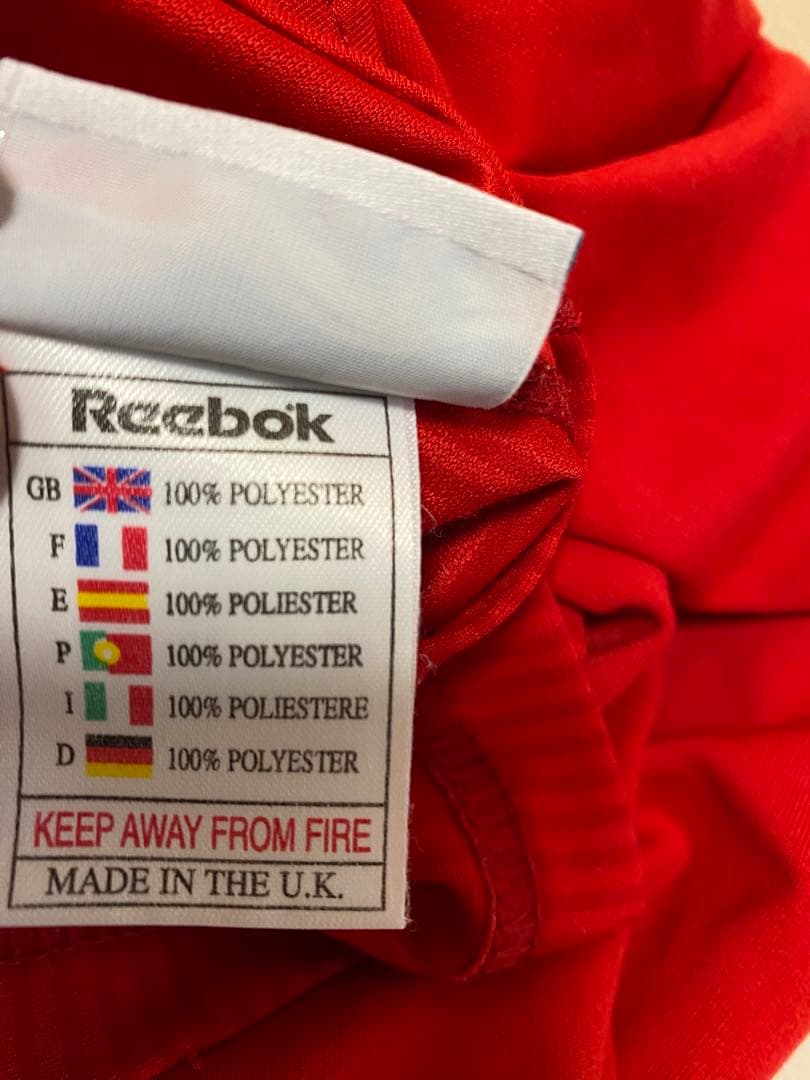 Reebok
GB 100% POLYESTER
F 100% POLYESTER
E 100% POLIESTER
P 100% POLYESTER
I 100% POLIESTERE
D 100% POLYESTER
KEEP AWAY FROM FIRE
MADE IN THE U.K.